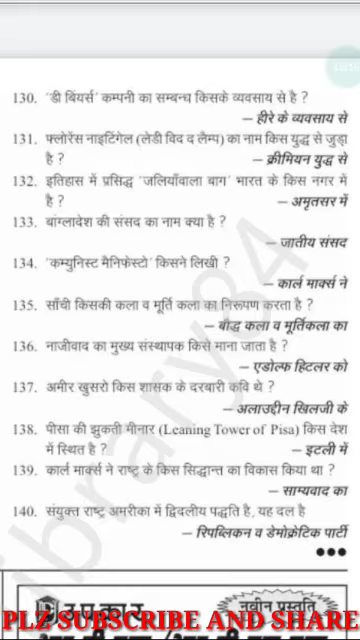 130. 'डी बिंयर्स' कम्पनी का सम्बन्ध किसके व्यवसाय से है ?
– हीरे के व्यवसाय से
131. फ्लोरेंस नाइटिंगेल (लेडी विद द लैम्प) का नाम किस युद्ध से जुड़ा
है ? – क्रीमियन युद्ध से
132. इतिहास में प्रसिद्ध 'जलियाँवाला बाग' भारत के किस नगर में
है ? – अमृतसर में
133. बांग्लादेश की संसद का नाम क्या है ?
– जातीय संसद
134. 'कम्युनिस्ट मैनिफेस्टो' किसने लिखी ?
– कार्ल मार्क्स ने
135. साँची किसकी कला व मूर्ति कला का निरूपण करता है ?
– बौद्ध कला व मूर्तिकला का
136. नाजीवाद का मुख्य संस्थापक किसे माना जाता है ?
– एडोल्फ हिटलर को
137. अमीर खुसरो किस शासक के दरबारी कवि थे ?
– अलाउद्दीन खिलजी के
138. पीसा की झुकती मीनार (Leaning Tower of Pisa) किस देश
में स्थित है ? – इटली में
139. कार्ल मार्क्स ने राष्ट्र के किस सिद्धान्त का विकास किया था ?
– साम्यवाद का
140. संयुक्त राष्ट्र अमरीका में द्विदलीय पद्धति है, यह दल है
– रिपब्लिकन व डेमोक्रेटिक पार्टी
●●●
उपकार
नवीन प्रस्तुति
PLZ SUBSCRIBE AND SHARE